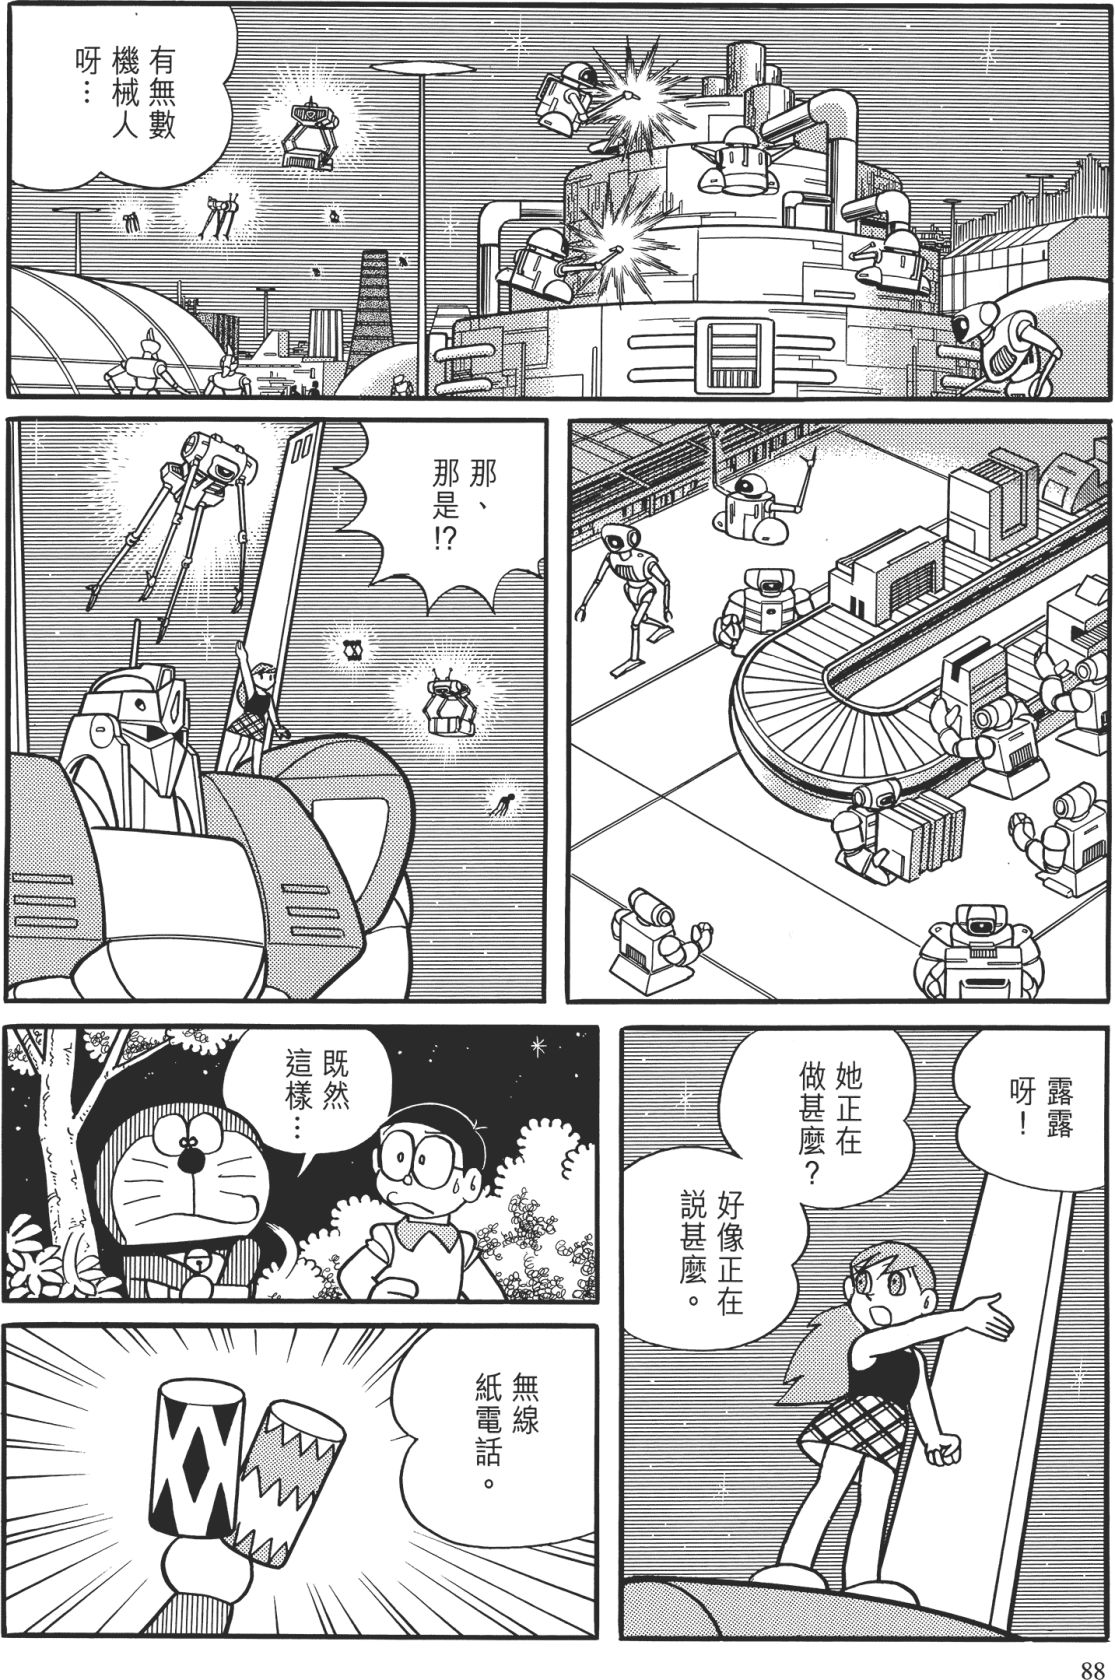 有無數
機械人
呀…
那、
那是!?
露露
呀！
她正在
做甚麼？
好像正在
說甚麼。
既然
這樣…
無線
紙電話。
88